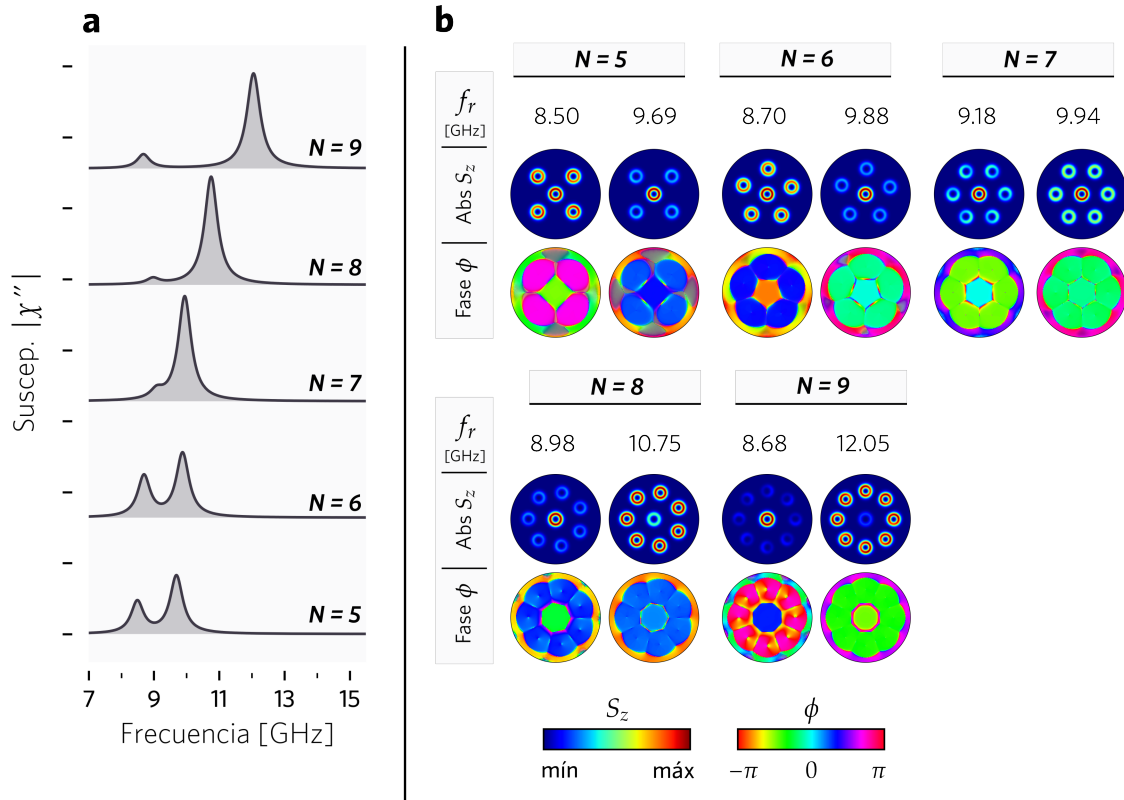 a
Suscep. |χ″|
N = 9
N = 8
N = 7
N = 6
N = 5
7 9 11 13 15
Frecuencia [GHz]
b
N = 5 N = 6 N = 7
f_r [GHz] 8.50 9.69 8.70 9.88 9.18 9.94
Abs S_z
Fase ϕ
N = 8 N = 9
f_r [GHz] 8.98 10.75 8.68 12.05
Abs S_z
Fase ϕ
S_z ϕ
mín máx −π 0 π